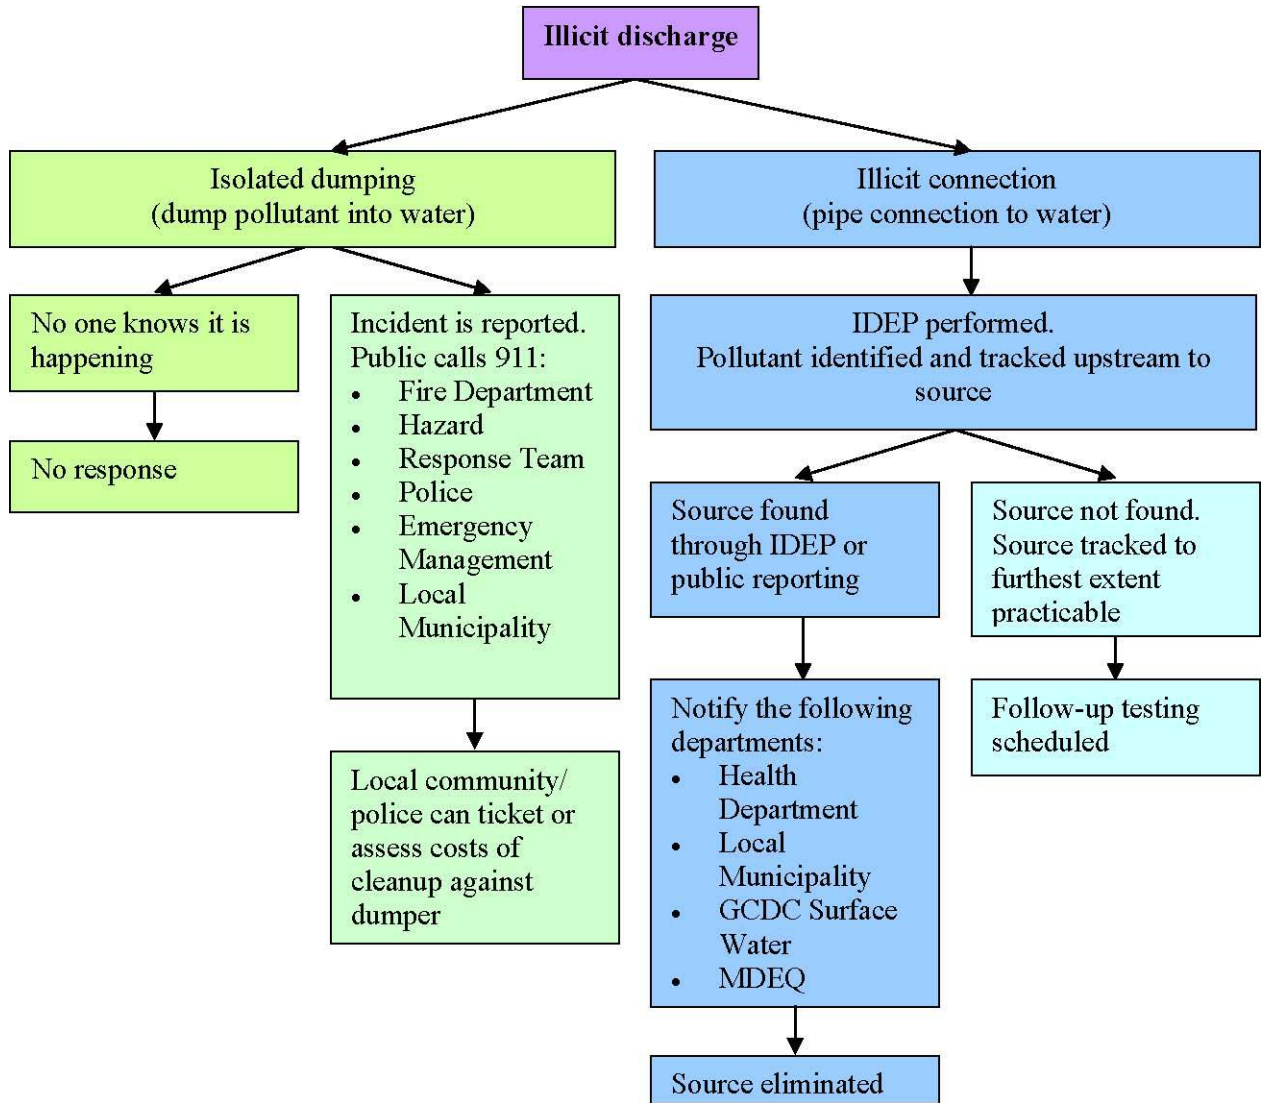 Illicit discharge
Isolated dumping
(dump pollutant into water)
Illicit connection
(pipe connection to water)
No one knows it is
happening
No response
Incident is reported.
Public calls 911:
• Fire Department
• Hazard
• Response Team
• Police
• Emergency
Management
• Local
Municipality
Local community/
police can ticket or
assess costs of
cleanup against
dumper
IDEP performed.
Pollutant identified and tracked upstream to
source
Source found
through IDEP or
public reporting
Notify the following
departments:
• Health
Department
• Local
Municipality
• GCDC Surface
Water
• MDEQ
Source eliminated
Source not found.
Source tracked to
furthest extent
practicable
Follow-up testing
scheduled